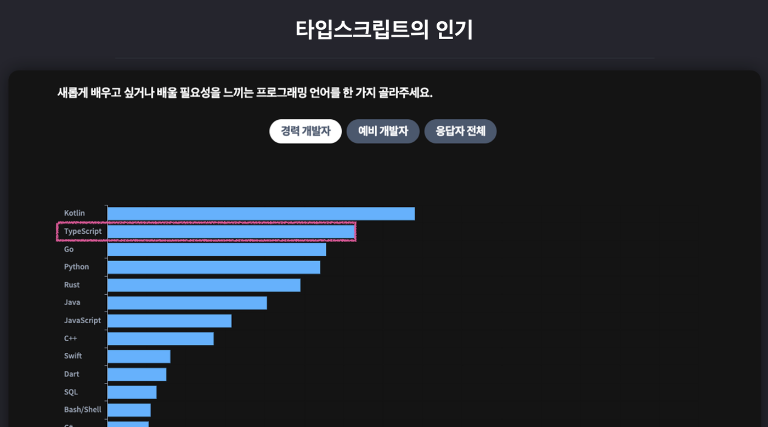 타입스크립트의 인기
새롭게 배우고 싶거나 배울 필요성을 느끼는 프로그래밍 언어를 한 가지 골라주세요.
경력 개발자 예비 개발자 응답자 전체
Kotlin
TypeScript
Go
Python
Rust
Java
JavaScript
C++
Swift
Dart
SQL
Bash/Shell